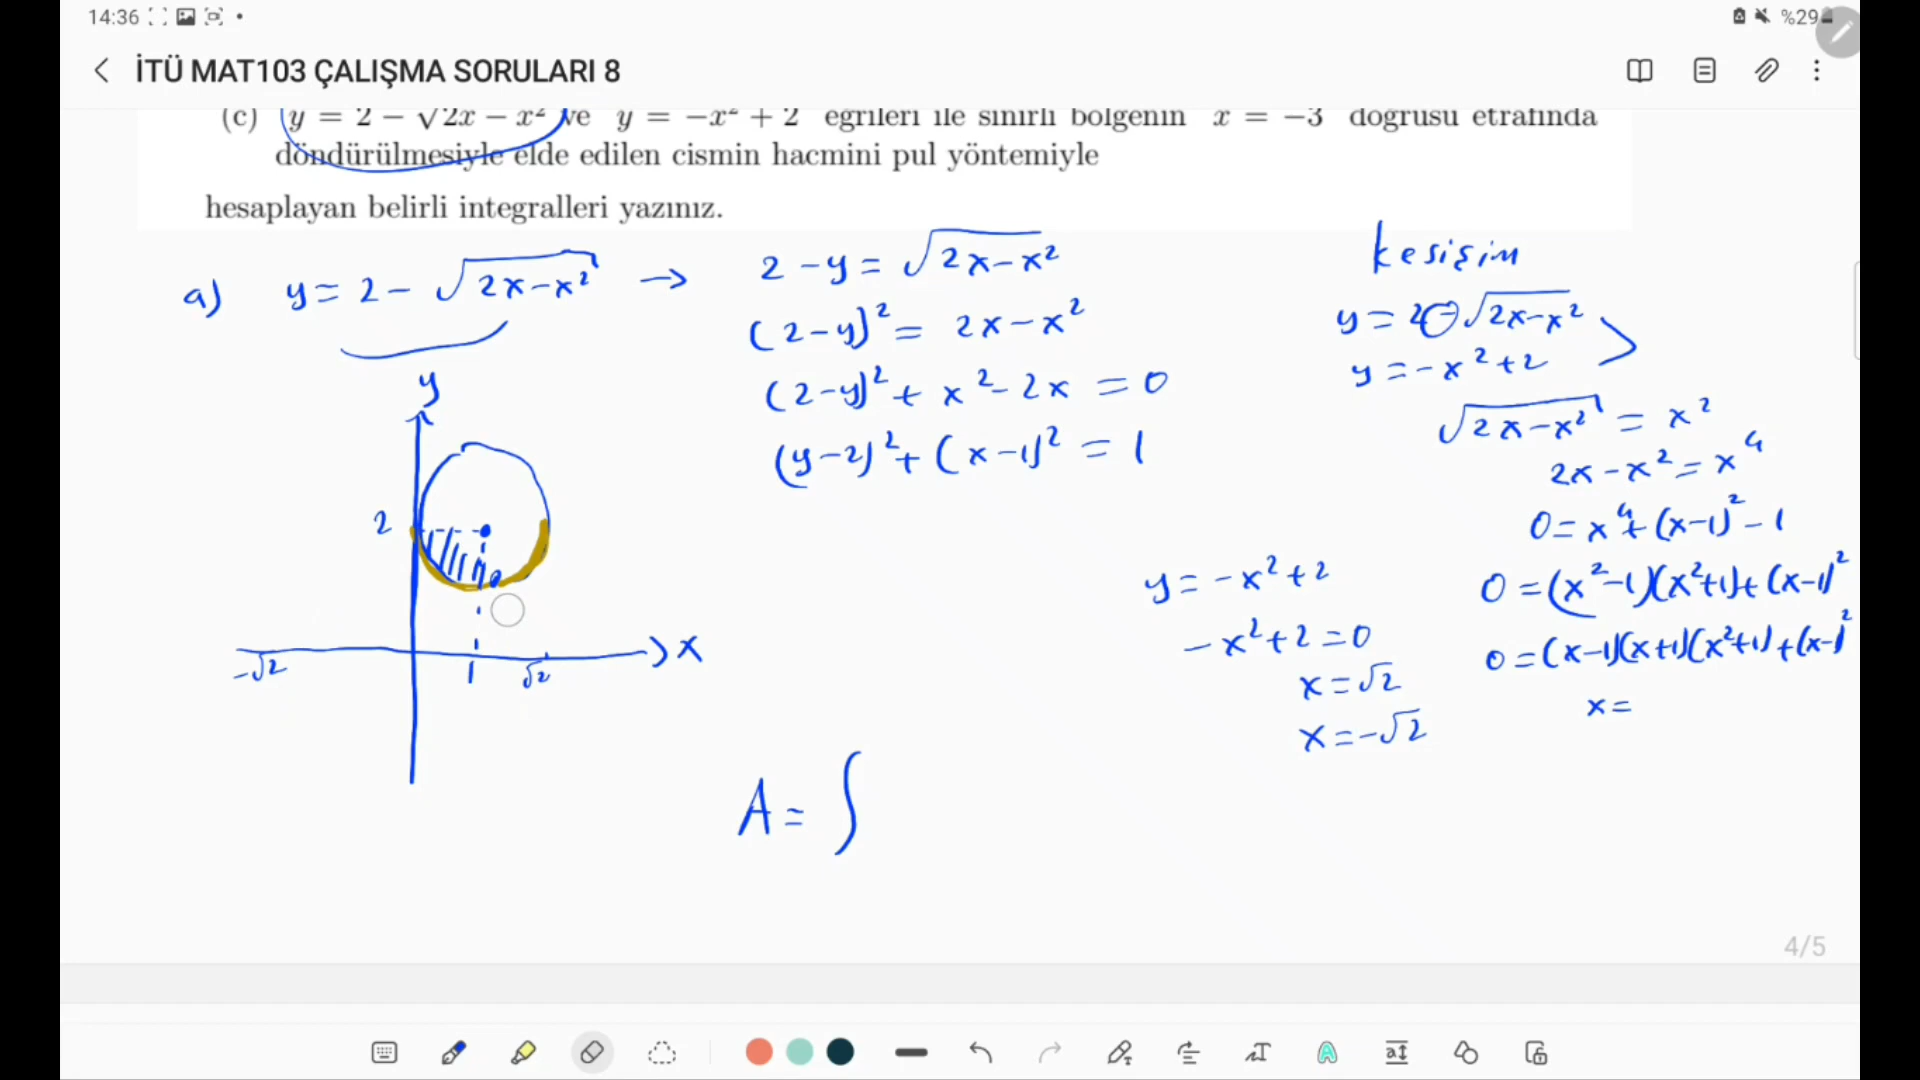 14:36
%29
İTÜ MAT103 ÇALIŞMA SORULARI 8
(c) y = 2 − √2x − x² ve y = −x² + 2 eğrileri ile sınırlı bölgenin x = −3 doğrusu etrafında
döndürülmesiyle elde edilen cismin hacmini pul yöntemiyle
hesaplayan belirli integralleri yazınız.
a) y = 2 - √2x-x² →
2 - y = √2x-x²
(2-y)² = 2x-x²
(2-y)² + x² - 2x = 0
(y-2)² + (x-1)² = 1
y
2
x
-√2
1
√2
A = ∫
y = -x²+2
-x²+2=0
x=√2
x=-√2
kesişim
y = 2-√2x-x²
y = -x²+2
√2x-x² = x²
2x-x² = x⁴
0 = x⁴+(x-1)²-1
0 = (x²-1)(x²+1)+(x-1)²
0 = (x-1)(x+1)(x²+1)+(x-1)²
x =
4/5